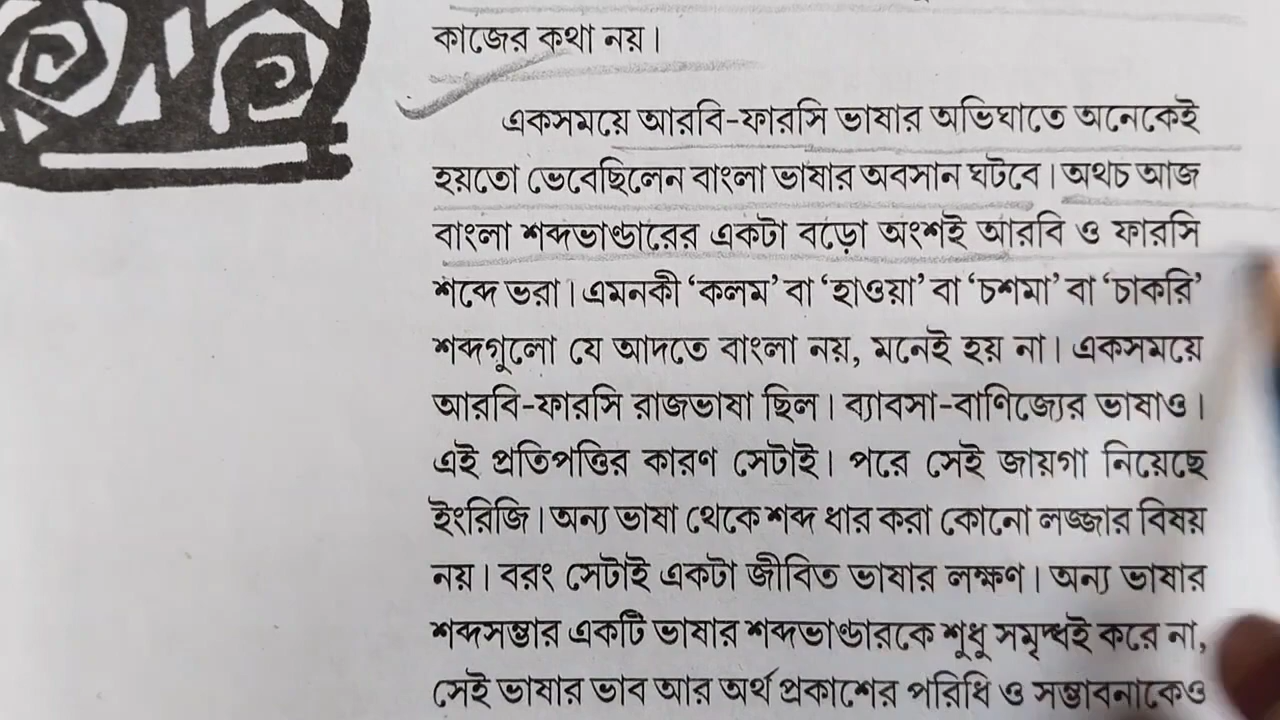 কাজের কথা নয়।
একসময়ে আরবি-ফারসি ভাষার অভিঘাতে অনেকেই
হয়তো ভেবেছিলেন বাংলা ভাষার অবসান ঘটবে। অথচ আজ
বাংলা শব্দভাণ্ডারের একটা বড়ো অংশই আরবি ও ফারসি
শব্দে ভরা। এমনকী ‘কলম’ বা ‘হাওয়া’ বা ‘চশমা’ বা ‘চাকরি’
শব্দগুলো যে আদতে বাংলা নয়, মনেই হয় না। একসময়ে
আরবি-ফারসি রাজভাষা ছিল। ব্যাবসা-বাণিজ্যের ভাষাও।
এই প্রতিপত্তির কারণ সেটাই। পরে সেই জায়গা নিয়েছে
ইংরিজি। অন্য ভাষা থেকে শব্দ ধার করা কোনো লজ্জার বিষয়
নয়। বরং সেটাই একটা জীবিত ভাষার লক্ষণ। অন্য ভাষার
শব্দসম্ভার একটি ভাষার শব্দভাণ্ডারকে শুধু সমৃদ্ধই করে না,
সেই ভাষার ভাব আর অর্থ প্রকাশের পরিধি ও সম্ভাবনাকেও